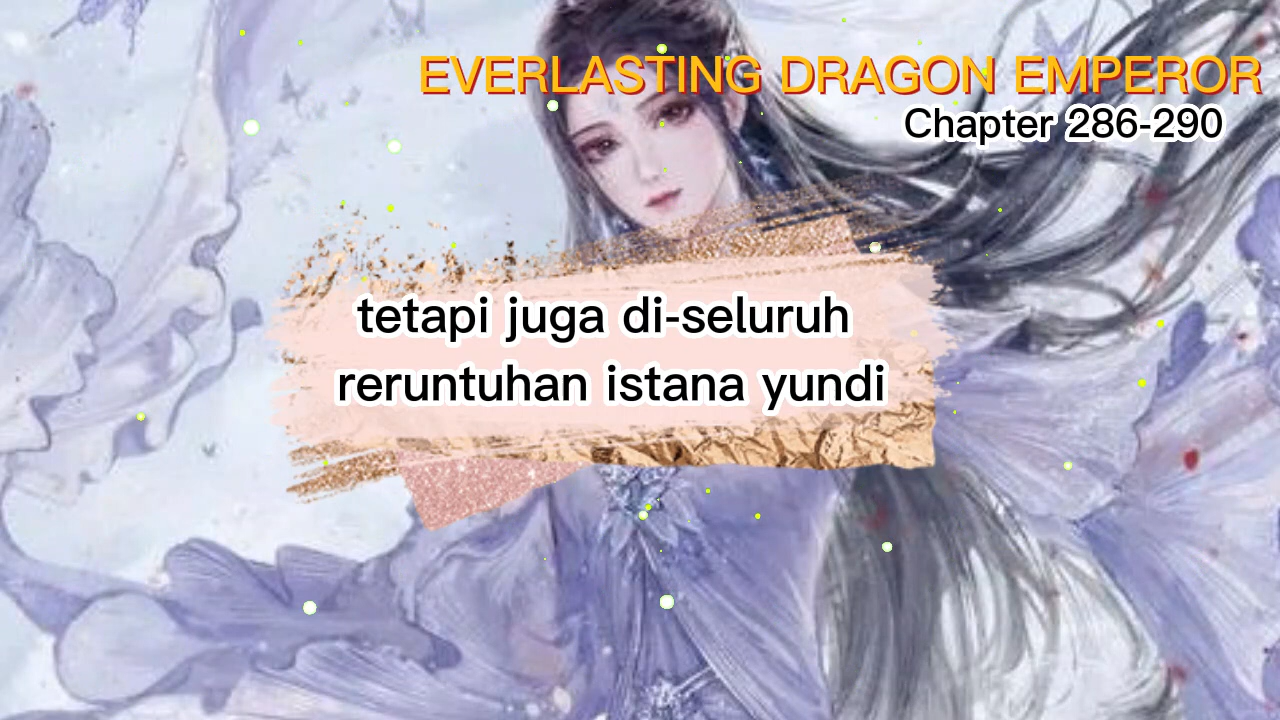 EVERLASTING DRAGON EMPEROR
Chapter 286-290
tetapi juga di-seluruh
reruntuhan istana yundi